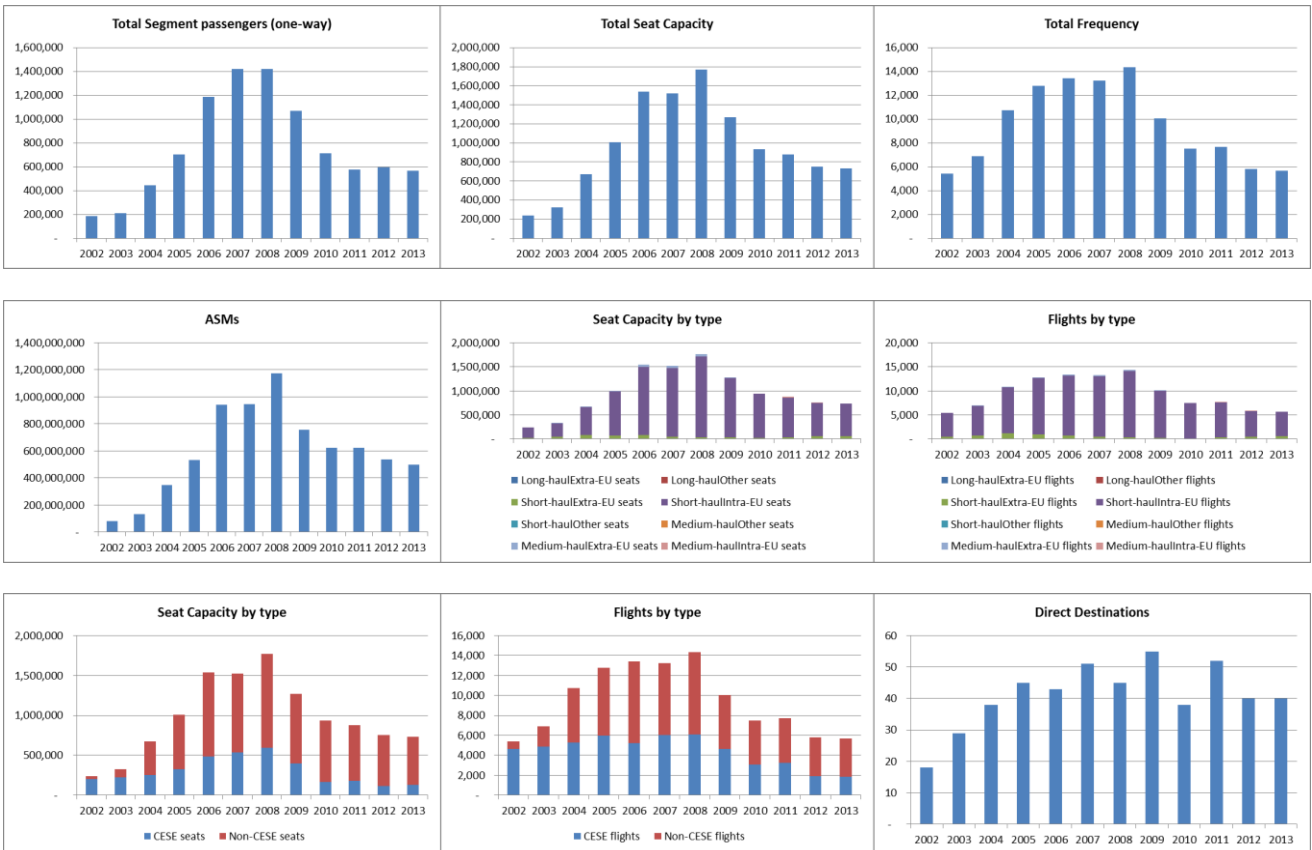 Total Segment passengers (one-way)
1,600,000
1,400,000
1,200,000
1,000,000
800,000
600,000
400,000
200,000
-
2002 2003 2004 2005 2006 2007 2008 2009 2010 2011 2012 2013
Total Seat Capacity
2,000,000
1,800,000
1,600,000
1,400,000
1,200,000
1,000,000
800,000
600,000
400,000
200,000
-
2002 2003 2004 2005 2006 2007 2008 2009 2010 2011 2012 2013
Total Frequency
16,000
14,000
12,000
10,000
8,000
6,000
4,000
2,000
-
2002 2003 2004 2005 2006 2007 2008 2009 2010 2011 2012 2013
ASMs
1,400,000,000
1,200,000,000
1,000,000,000
800,000,000
600,000,000
400,000,000
200,000,000
-
2002 2003 2004 2005 2006 2007 2008 2009 2010 2011 2012 2013
Seat Capacity by type
2,000,000
1,500,000
1,000,000
500,000
-
2002 2003 2004 2005 2006 2007 2008 2009 2010 2011 2012 2013
Long-haulExtra-EU seats Long-haulOther seats
Short-haulExtra-EU seats Short-haulIntra-EU seats
Short-haulOther seats Medium-haulOther seats
Medium-haulExtra-EU seats Medium-haulIntra-EU seats
Flights by type
20,000
15,000
10,000
5,000
-
2002 2003 2004 2005 2006 2007 2008 2009 2010 2011 2012 2013
Long-haulExtra-EU flights Long-haulOther flights
Short-haulExtra-EU flights Short-haulIntra-EU flights
Short-haulOther flights Medium-haulOther flights
Medium-haulExtra-EU flights Medium-haulIntra-EU flights
Seat Capacity by type
2,000,000
1,500,000
1,000,000
500,000
-
2002 2003 2004 2005 2006 2007 2008 2009 2010 2011 2012 2013
CESE seats Non-CESE seats
Flights by type
16,000
14,000
12,000
10,000
8,000
6,000
4,000
2,000
-
2002 2003 2004 2005 2006 2007 2008 2009 2010 2011 2012 2013
CESE flights Non-CESE flights
Direct Destinations
60
50
40
30
20
10
-
2002 2003 2004 2005 2006 2007 2008 2009 2010 2011 2012 2013